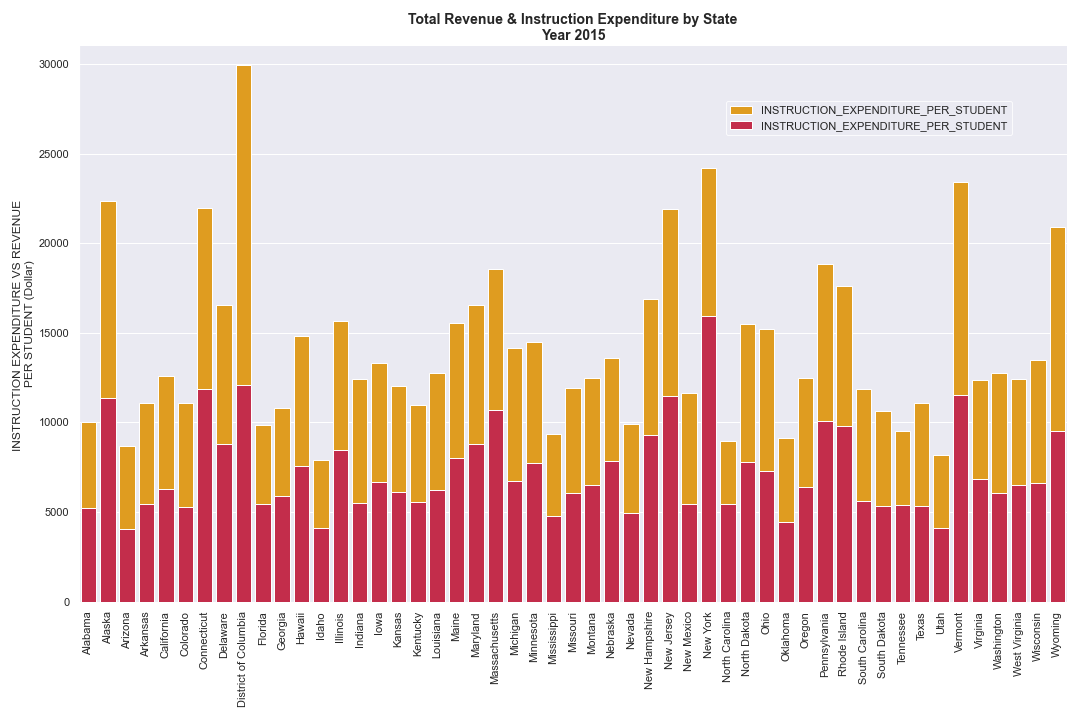 Total Revenue & Instruction Expenditure by State
Year 2015
INSTRUCTION EXPENDITURE VS REVENUE
PER STUDENT (Dollar)
30000
25000
20000
15000
10000
5000
0
INSTRUCTION_EXPENDITURE_PER_STUDENT
INSTRUCTION_EXPENDITURE_PER_STUDENT
Alabama
Alaska
Arizona
Arkansas
California
Colorado
Connecticut
Delaware
District of Columbia
Florida
Georgia
Hawaii
Idaho
Illinois
Indiana
Iowa
Kansas
Kentucky
Louisiana
Maine
Maryland
Massachusetts
Michigan
Minnesota
Mississippi
Missouri
Montana
Nebraska
Nevada
New Hampshire
New Jersey
New Mexico
New York
North Carolina
North Dakota
Ohio
Oklahoma
Oregon
Pennsylvania
Rhode Island
South Carolina
South Dakota
Tennessee
Texas
Utah
Vermont
Virginia
Washington
West Virginia
Wisconsin
Wyoming